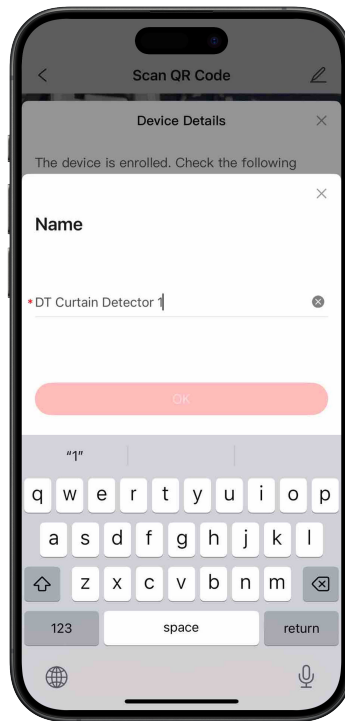 Scan QR Code
Device Details
The device is enrolled. Check the following
Name
*DT Curtain Detector 1
OK
"1"
q w e r t y u i o p
a s d f g h j k l
z x c v b n m
123 space return